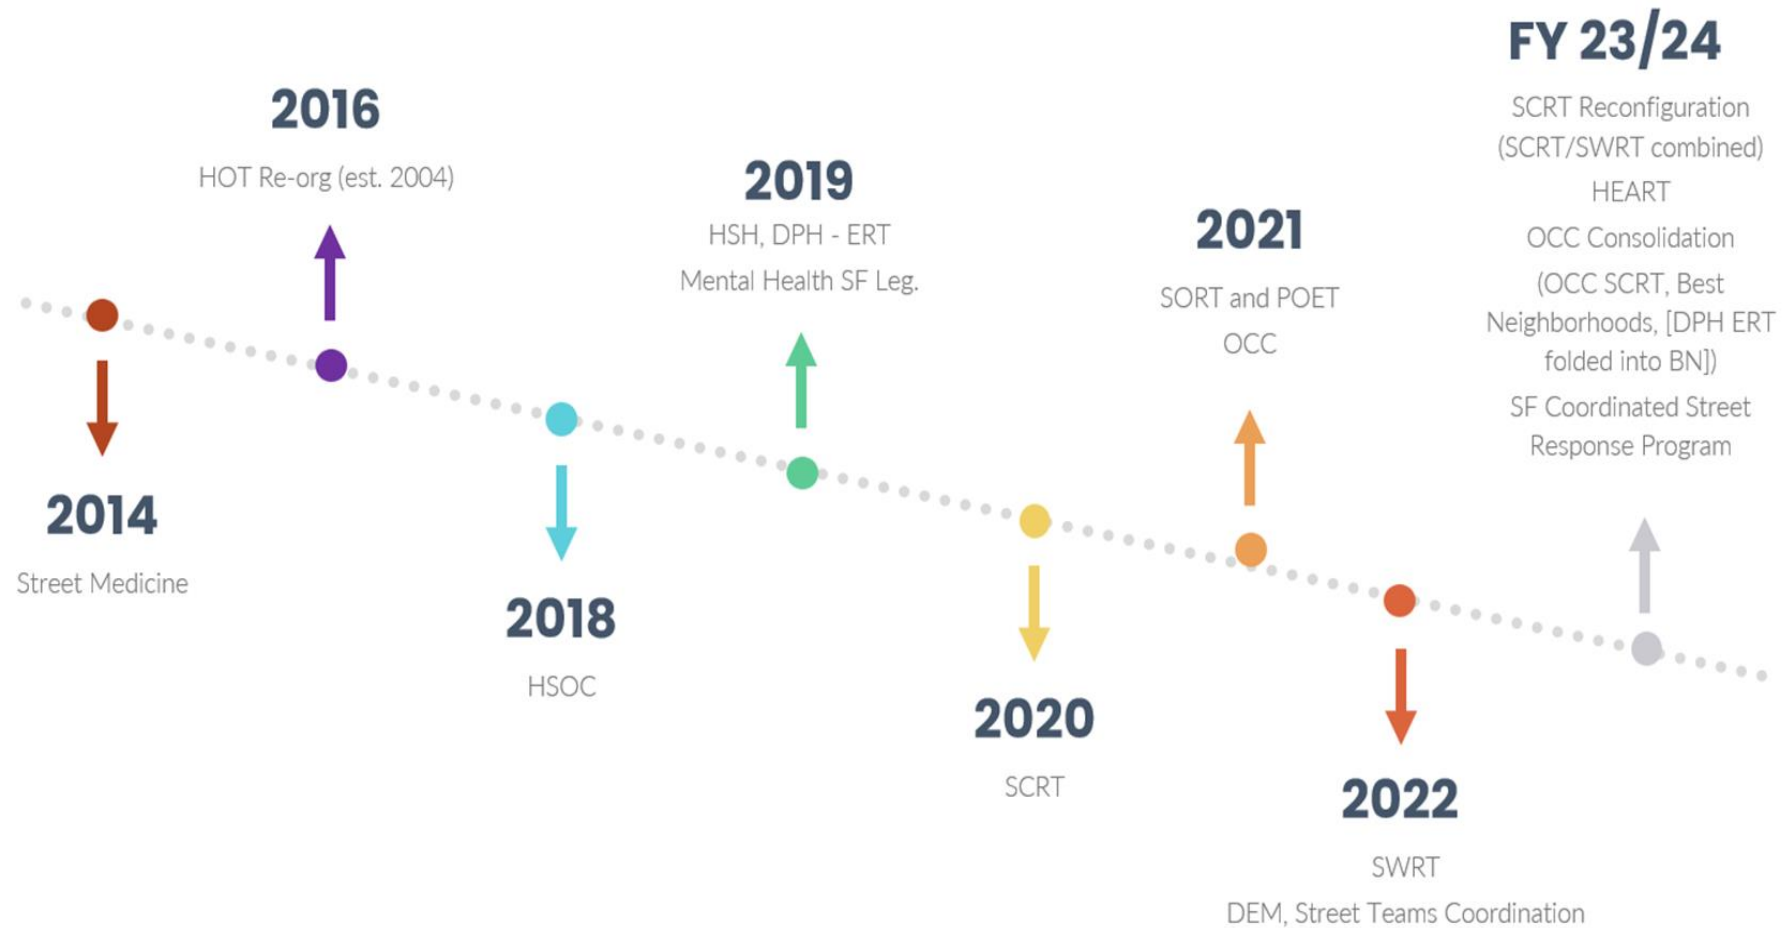 2014
Street Medicine
2016
HOT Re-org (est. 2004)
2018
HSOC
2019
HSH, DPH - ERT
Mental Health SF Leg.
2020
SCRT
2021
SORT and POET
OCC
2022
SWRT
DEM, Street Teams Coordination
FY 23/24
SCRT Reconfiguration
(SCRT/SWRT combined)
HEART
OCC Consolidation
(OCC SCRT, Best
Neighborhoods, [DPH ERT
folded into BN])
SF Coordinated Street
Response Program